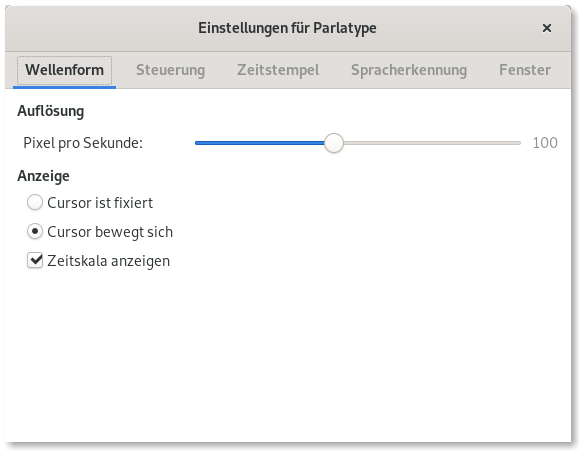 Einstellungen für Parlatype
Wellenform Steuerung Zeitstempel Spracherkennung Fenster
Auflösung
Pixel pro Sekunde: 100
Anzeige
Cursor ist fixiert
Cursor bewegt sich
Zeitskala anzeigen